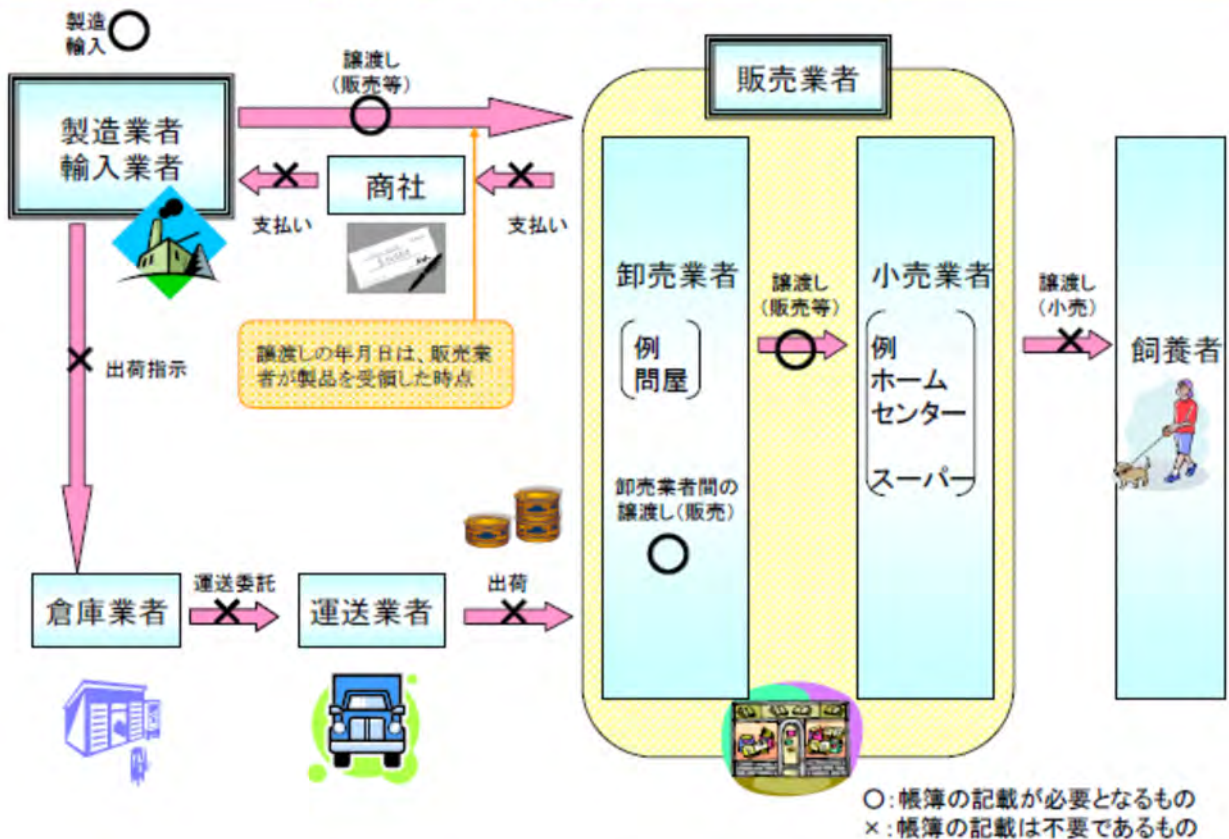 製造
輸入
製造業者
輸入業者
譲渡し
(販売等)
商社
支払い
支払い
譲渡しの年月日は、販売業
者が製品を受領した時点
出荷指示
倉庫業者
運送委託
運送業者
出荷
販売業者
卸売業者
例
問屋
卸売業者間の
譲渡し(販売)
譲渡し
(販売等)
小売業者
例
ホーム
センター
スーパー
譲渡し
(小売)
飼養者
○:帳簿の記載が必要となるもの
×:帳簿の記載は不要であるもの